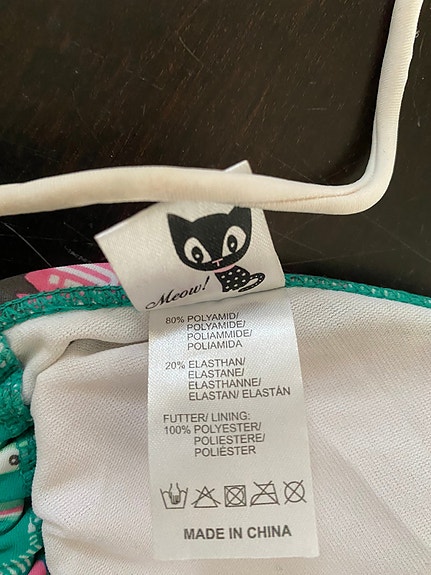 Meow!
80% POLYAMID/
POLYAMIDE/
POLIAMMIDE/
POLIAMIDA
20% ELASTHAN/
ELASTANE/
ELASTHANNE/
ELASTAN/ ELASTÁN
FUTTER/ LINING:
100% POLYESTER/
POLIESTERE/
POLIÉSTER
MADE IN CHINA